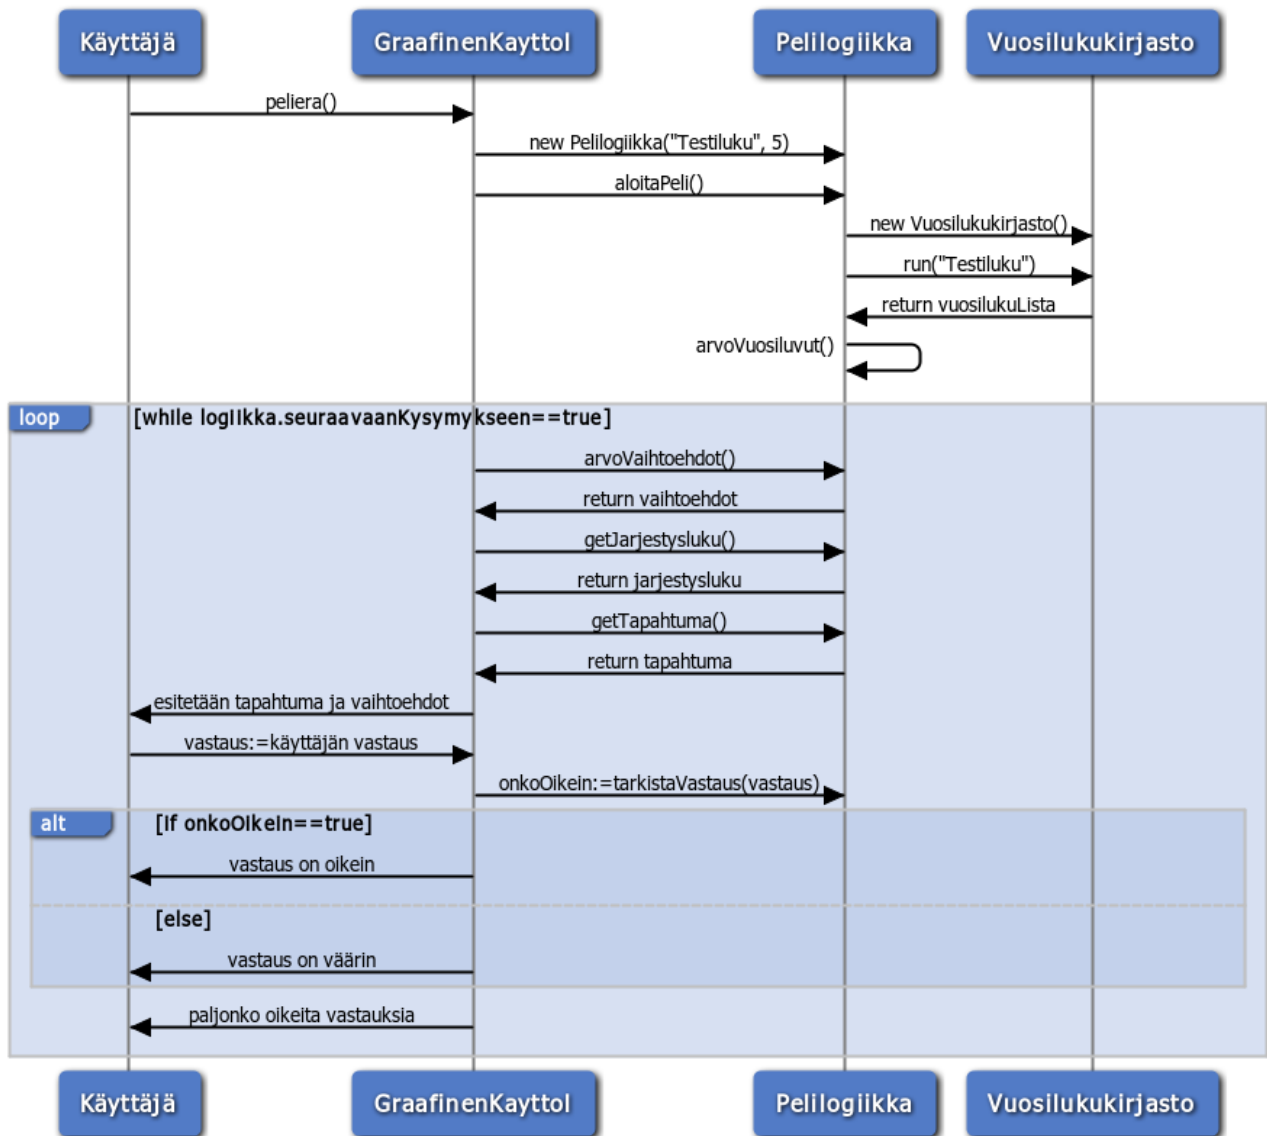 Käyttäjä
GraafinenKayttol
Pelilogiikka
Vuosilukukirjasto
peliera()
new Pelilogiikka("Testiluku", 5)
aloitaPeli()
new Vuosilukukirjasto()
run("Testiluku")
return vuosilukuLista
arvoVuosiluvut()
loop
[while logiikka.seuraavaanKysymykseen==true]
arvoVaihtoehdot()
return vaihtoehdot
getJarjestysluku()
return jarjestysluku
getTapahtuma()
return tapahtuma
esitetään tapahtuma ja vaihtoehdot
vastaus:=käyttäjän vastaus
onkoOikein:=tarkistaVastaus(vastaus)
alt
[if onkoOikein==true]
vastaus on oikein
[else]
vastaus on väärin
paljonko oikeita vastauksia
Käyttäjä
GraafinenKayttol
Pelilogiikka
Vuosilukukirjasto